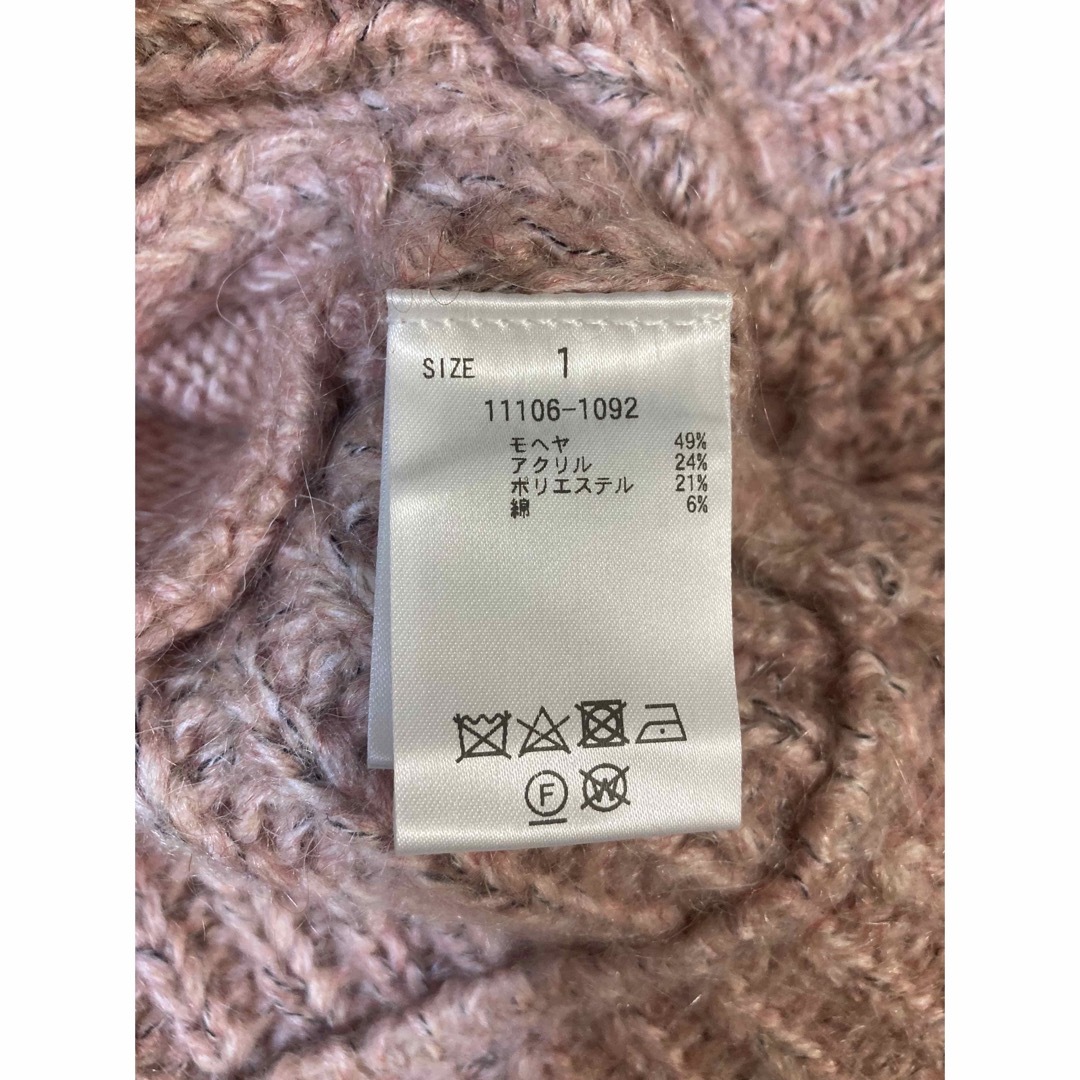 SIZE 1
11106-1092
モヘヤ 49%
アクリル 24%
ポリエステル 21%
綿 6%
F W